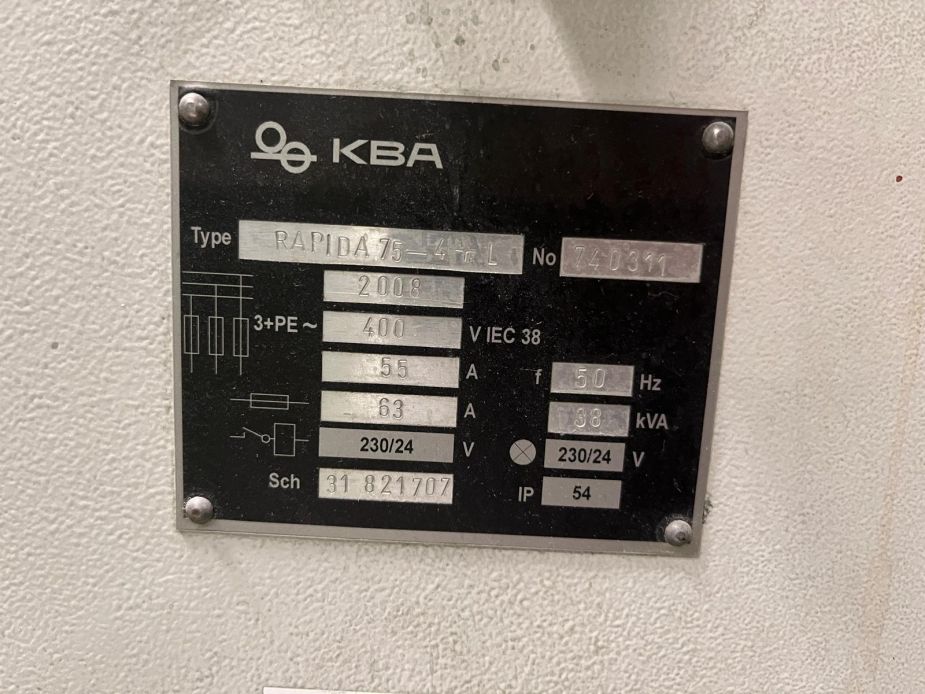 KBA
Type RAPIDA 75-4+L No 740311
2008
3+PE~ 400 V IEC 38
55 A f 50 Hz
63 A 38 kVA
230/24 V 230/24 V
Sch 31 821707 IP 54